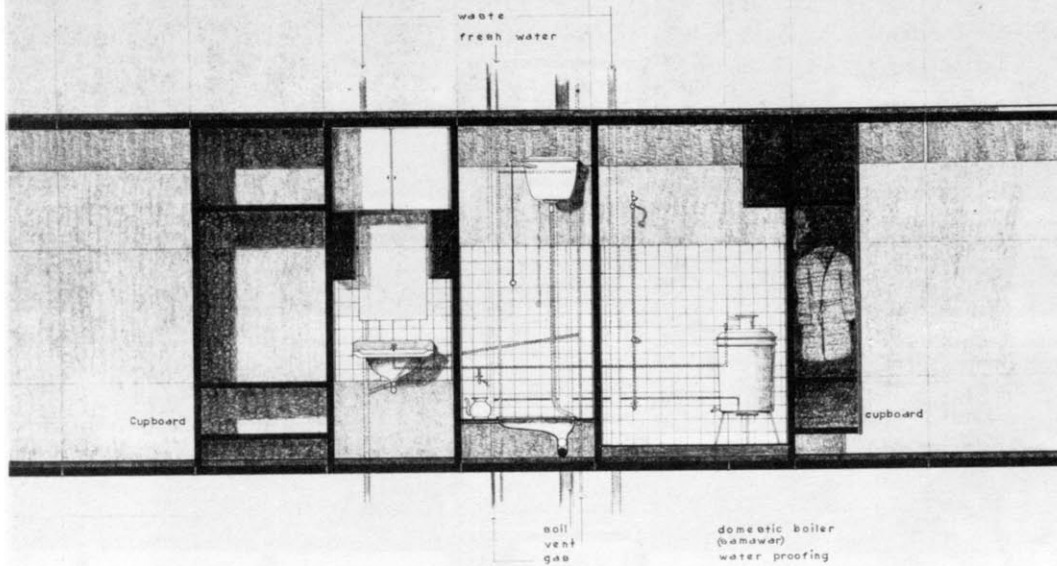 waste
fresh water
Cupboard
cupboard
soil
vent
gas
domestic boiler
(samawar)
water proofing